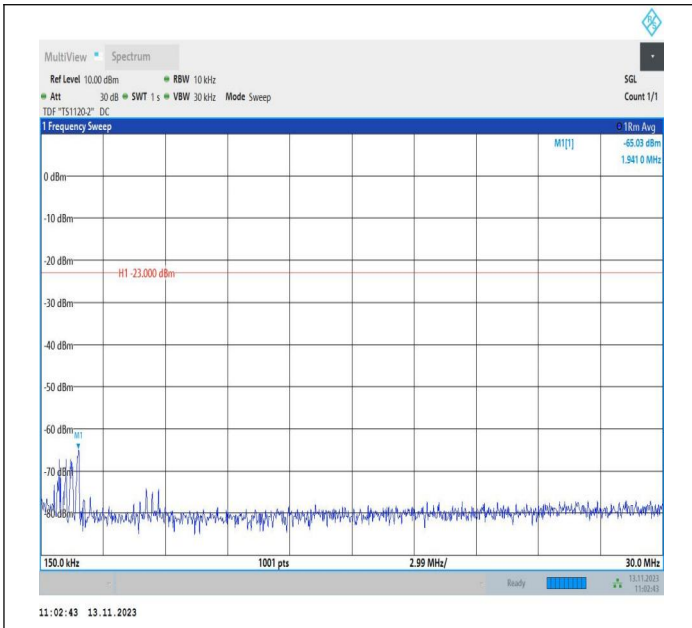 MultiView Spectrum
Ref Level 10.00 dBm RBW 10 kHz SGL
Att 30 dB SWT 1 s VBW 30 kHz Mode Sweep Count 1/1
TDF "TS1120-2" DC
1 Frequency Sweep 1Rm Avg
M1[1] -65.03 dBm
1.941 0 MHz
0 dBm
-10 dBm
-20 dBm
H1 -23.000 dBm
-30 dBm
-40 dBm
-50 dBm
-60 dBm
M1
-70 dBm
-80 dBm
150.0 kHz 1001 pts 2.99 MHz/ 30.0 MHz
Ready 13.11.2023
11:02:43
11:02:43 13.11.2023